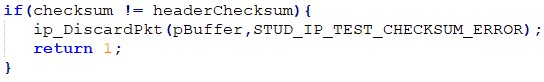 if(checksum != headerChecksum){
    ip_DiscardPkt(pBuffer,STUD_IP_TEST_CHECKSUM_ERROR);
    return 1;
}